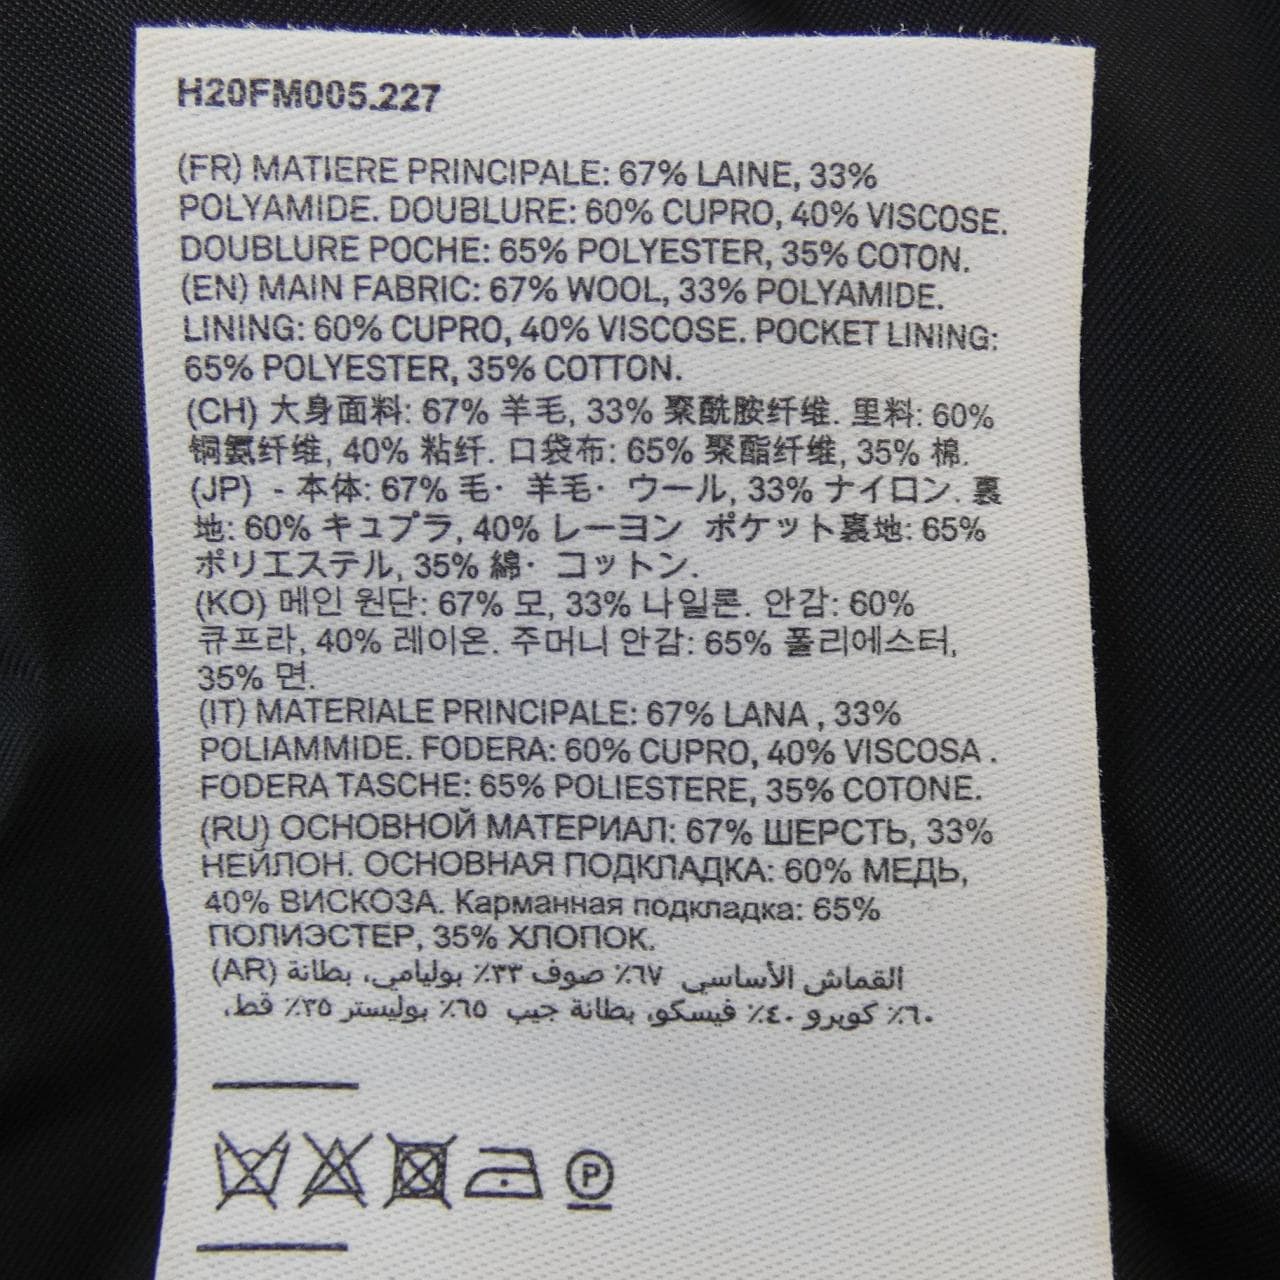 H20FM005.227
(FR) MATIERE PRINCIPALE: 67% LAINE, 33%
POLYAMIDE. DOUBLURE: 60% CUPRO, 40% VISCOSE.
DOUBLURE POCHE: 65% POLYESTER, 35% COTON.
(EN) MAIN FABRIC: 67% WOOL, 33% POLYAMIDE.
LINING: 60% CUPRO, 40% VISCOSE. POCKET LINING:
65% POLYESTER, 35% COTTON.
(CH) 大身面料: 67% 羊毛, 33% 聚酰胺纤维. 里料: 60%
铜氨纤维, 40% 粘纤. 口袋布: 65% 聚酯纤维, 35% 棉.
(JP) - 本体: 67% 毛· 羊毛· ウール, 33% ナイロン. 裏
地: 60% キュプラ, 40% レーヨン ポケット裏地: 65%
ポリエステル, 35% 綿· コットン.
(KO) 메인 원단: 67% 모, 33% 나일론. 안감: 60%
큐프라, 40% 레이온. 주머니 안감: 65% 폴리에스터,
35% 면.
(IT) MATERIALE PRINCIPALE: 67% LANA , 33%
POLIAMMIDE. FODERA: 60% CUPRO, 40% VISCOSA .
FODERA TASCHE: 65% POLIESTERE, 35% COTONE.
(RU) ОСНОВНОЙ МАТЕРИАЛ: 67% ШЕРСТЬ, 33%
НЕЙЛОН. ОСНОВНАЯ ПОДКЛАДКА: 60% МЕДЬ,
40% ВИСКОЗА. Карманная подкладка: 65%
ПОЛИЭСТЕР, 35% ХЛОПОК.
(AR) القماش الأساسي ٦٧٪ صوف ٣٣٪ بوليامي، بطانة
٦٠٪ كوبرو ٤٠٪ فيسكو، بطانة جيب ٦٥٪ بوليستر ٣٥٪ قط،
P